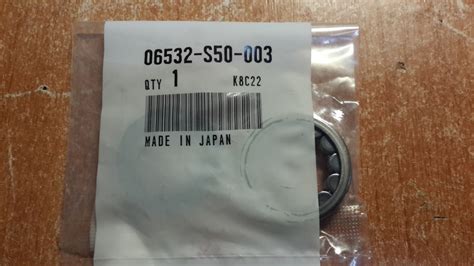 06532-S50-003
QTY 1 K8C22
MADE IN JAPAN